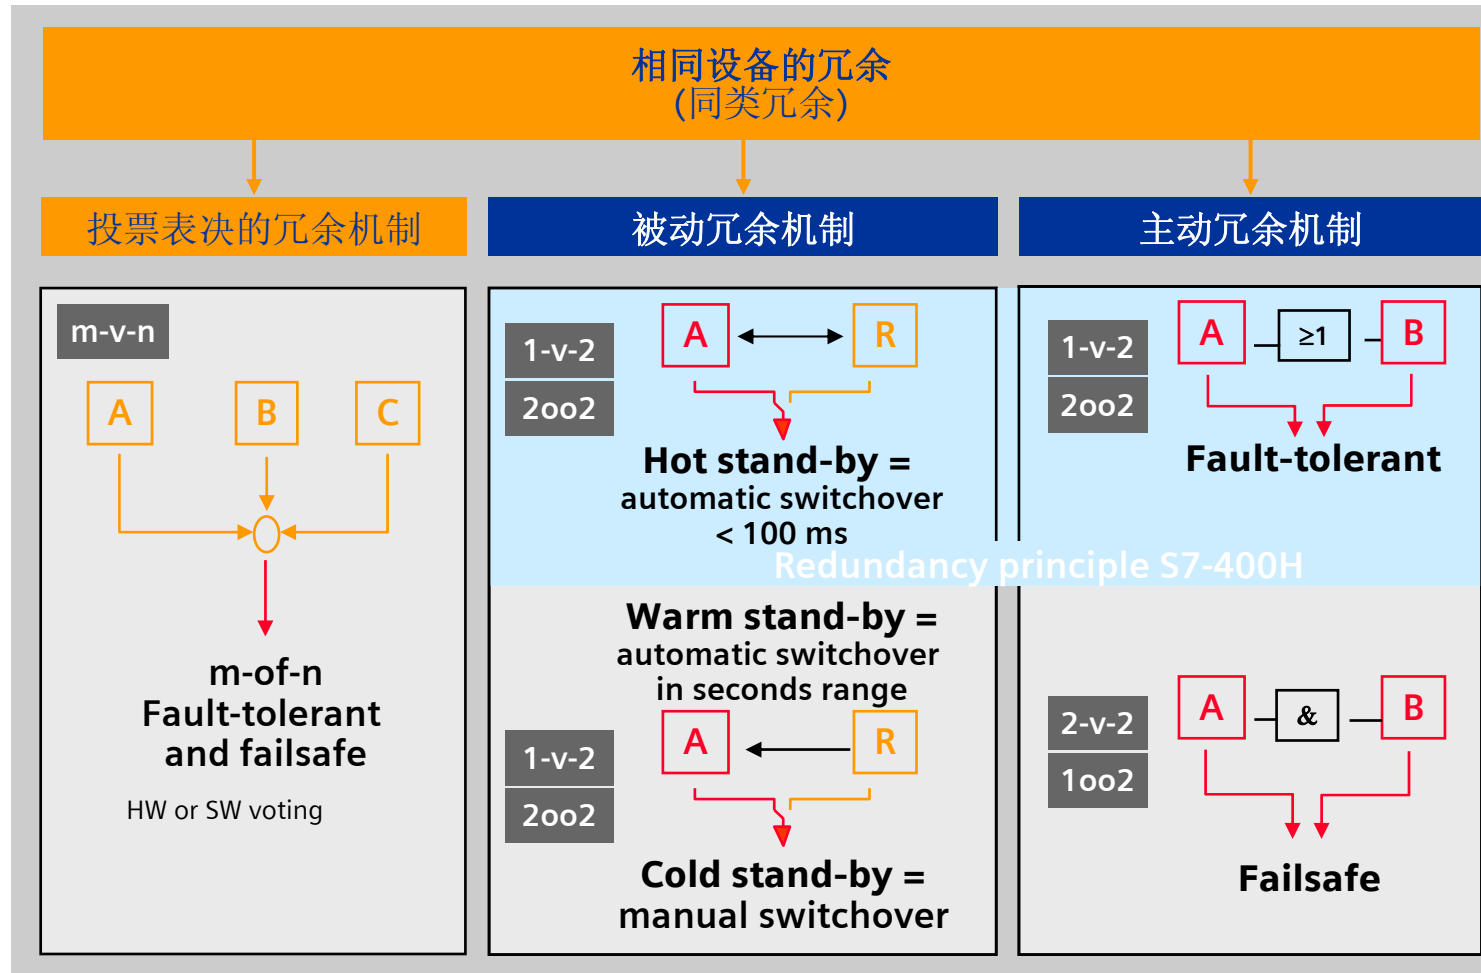 相同设备的冗余
(同类冗余)
投票表决的冗余机制
被动冗余机制
主动冗余机制
m-v-n
A
B
C
m-of-n
Fault-tolerant
and failsafe
HW or SW voting
1-v-2
2oo2
A
R
Hot stand-by =
automatic switchover
< 100 ms
Warm stand-by =
automatic switchover
in seconds range
1-v-2
2oo2
A
R
Cold stand-by =
manual switchover
1-v-2
2oo2
A
≥1
B
Fault-tolerant
Redundancy principle S7-400H
2-v-2
1oo2
A
&
B
Failsafe